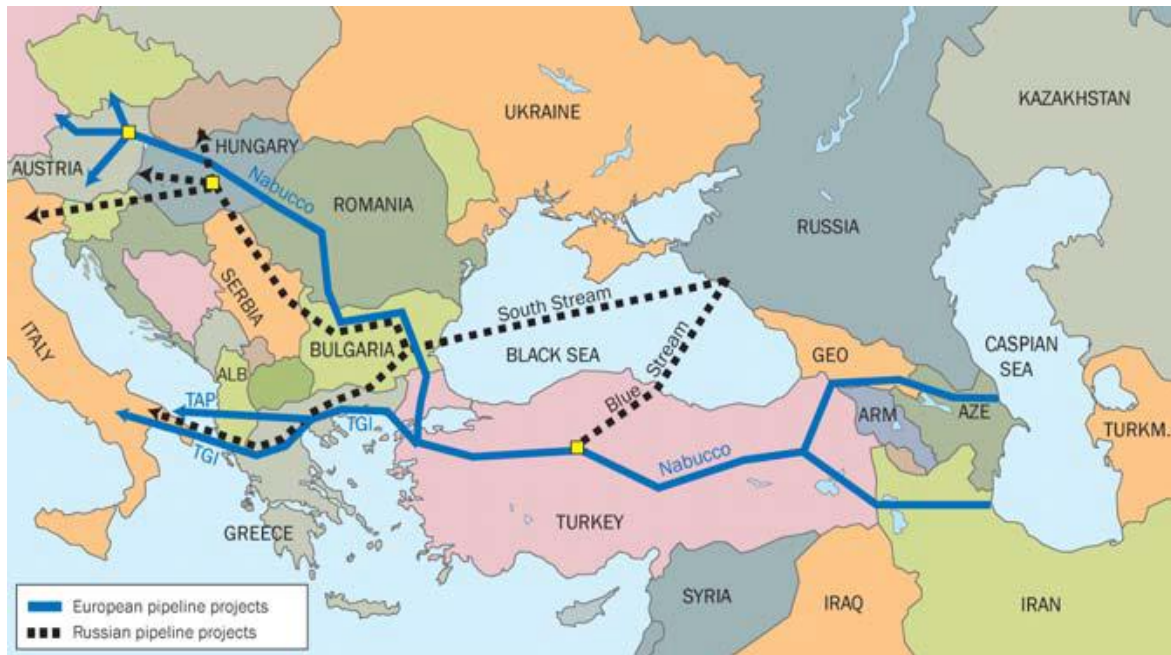 UKRAINE
KAZAKHSTAN
HUNGARY
AUSTRIA
Nabucco
ROMANIA
RUSSIA
SERBIA
South Stream
ITALY
BULGARIA
BLACK SEA
Blue Stream
GEO
CASPIAN
SEA
ALB
TAP
TGI
TGI
ARM
AZE
TURKM.
Nabucco
GREECE
TURKEY
SYRIA
IRAQ
IRAN
European pipeline projects
Russian pipeline projects